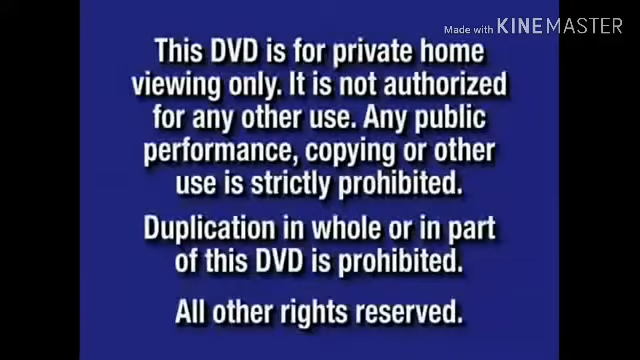 Made with KINEMASTER
This DVD is for private home
viewing only. It is not authorized
for any other use. Any public
performance, copying or other
use is strictly prohibited.
Duplication in whole or in part
of this DVD is prohibited.
All other rights reserved.